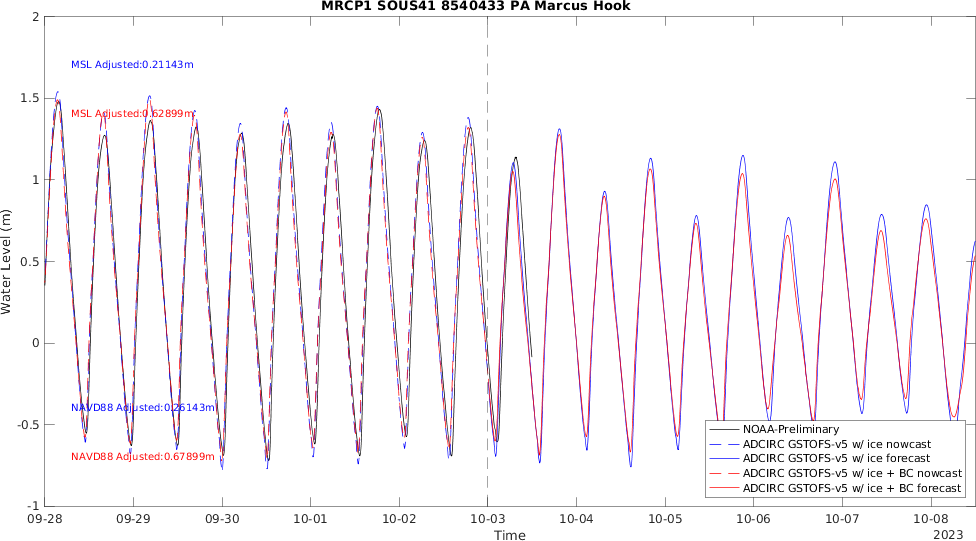 MRCP1 SOUS41 8540433 PA Marcus Hook
2
1.5
1
0.5
0
-0.5
-1
Water Level (m)
MSL Adjusted:0.21143m
MSL Adjusted:0.62899m
NAVD88 Adjusted:0.26143m
NAVD88 Adjusted:0.67899m
NOAA-Preliminary
ADCIRC GSTOFS-v5 w/ ice nowcast
ADCIRC GSTOFS-v5 w/ ice forecast
ADCIRC GSTOFS-v5 w/ ice + BC nowcast
ADCIRC GSTOFS-v5 w/ ice + BC forecast
09-28 09-29 09-30 10-01 10-02 10-03 10-04 10-05 10-06 10-07 10-08
Time
2023